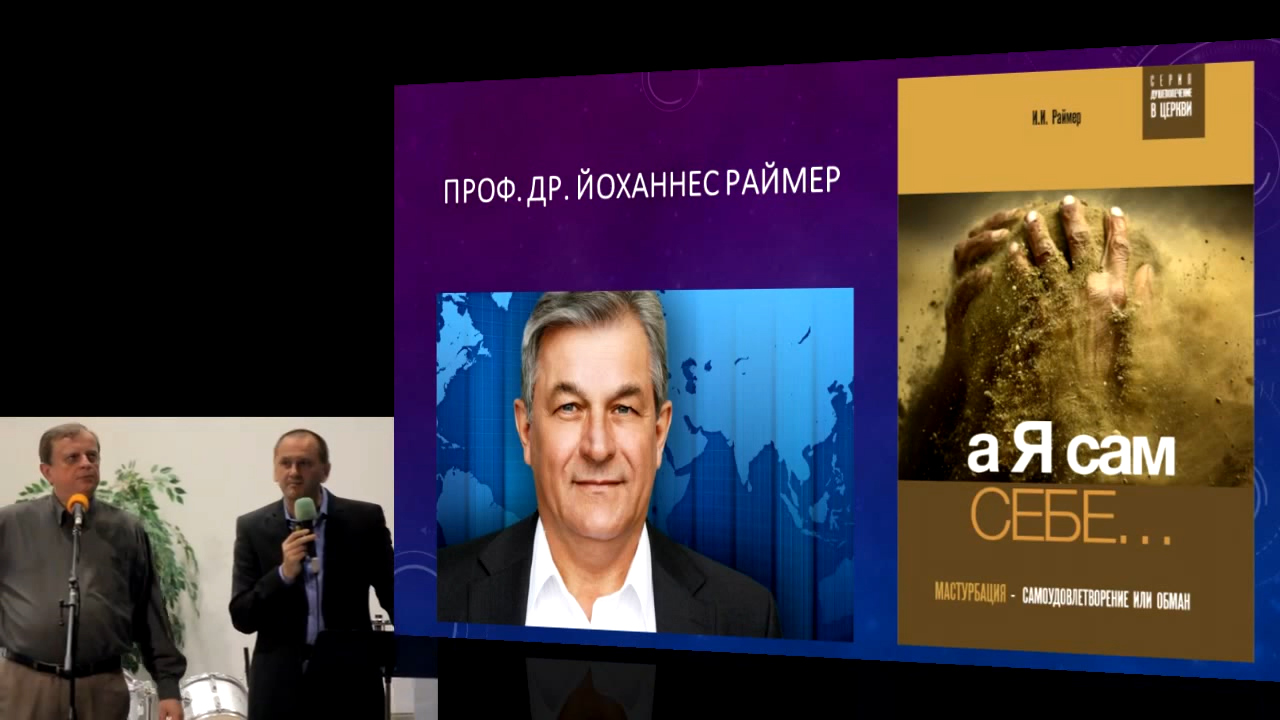 ПРОФ. ДР. ЙОХАННЕС РАЙМЕР
СЕРИЯ
ДУШЕПОПЕЧЕНИЕ
В ЦЕРКВИ
И.И. Раймер
а Я сам
СЕБЕ...
МАСТУРБАЦИЯ - САМОУДОВЛЕТВОРЕНИЕ ИЛИ ОБМАН